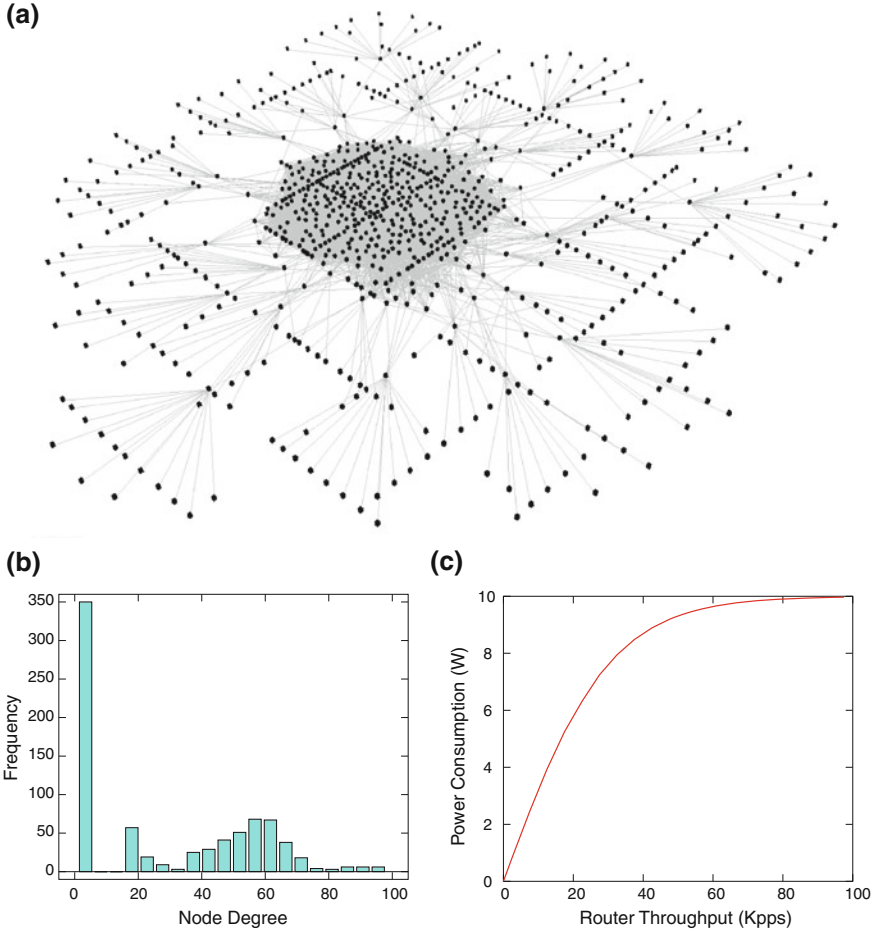 (a)
(b)
350
300
250
200
150
100
50
0
0 20 40 60 80 100
Frequency
Node Degree
(c)
10
8
6
4
2
0
0 20 40 60 80 100
Power Consumption (W)
Router Throughput (Kpps)